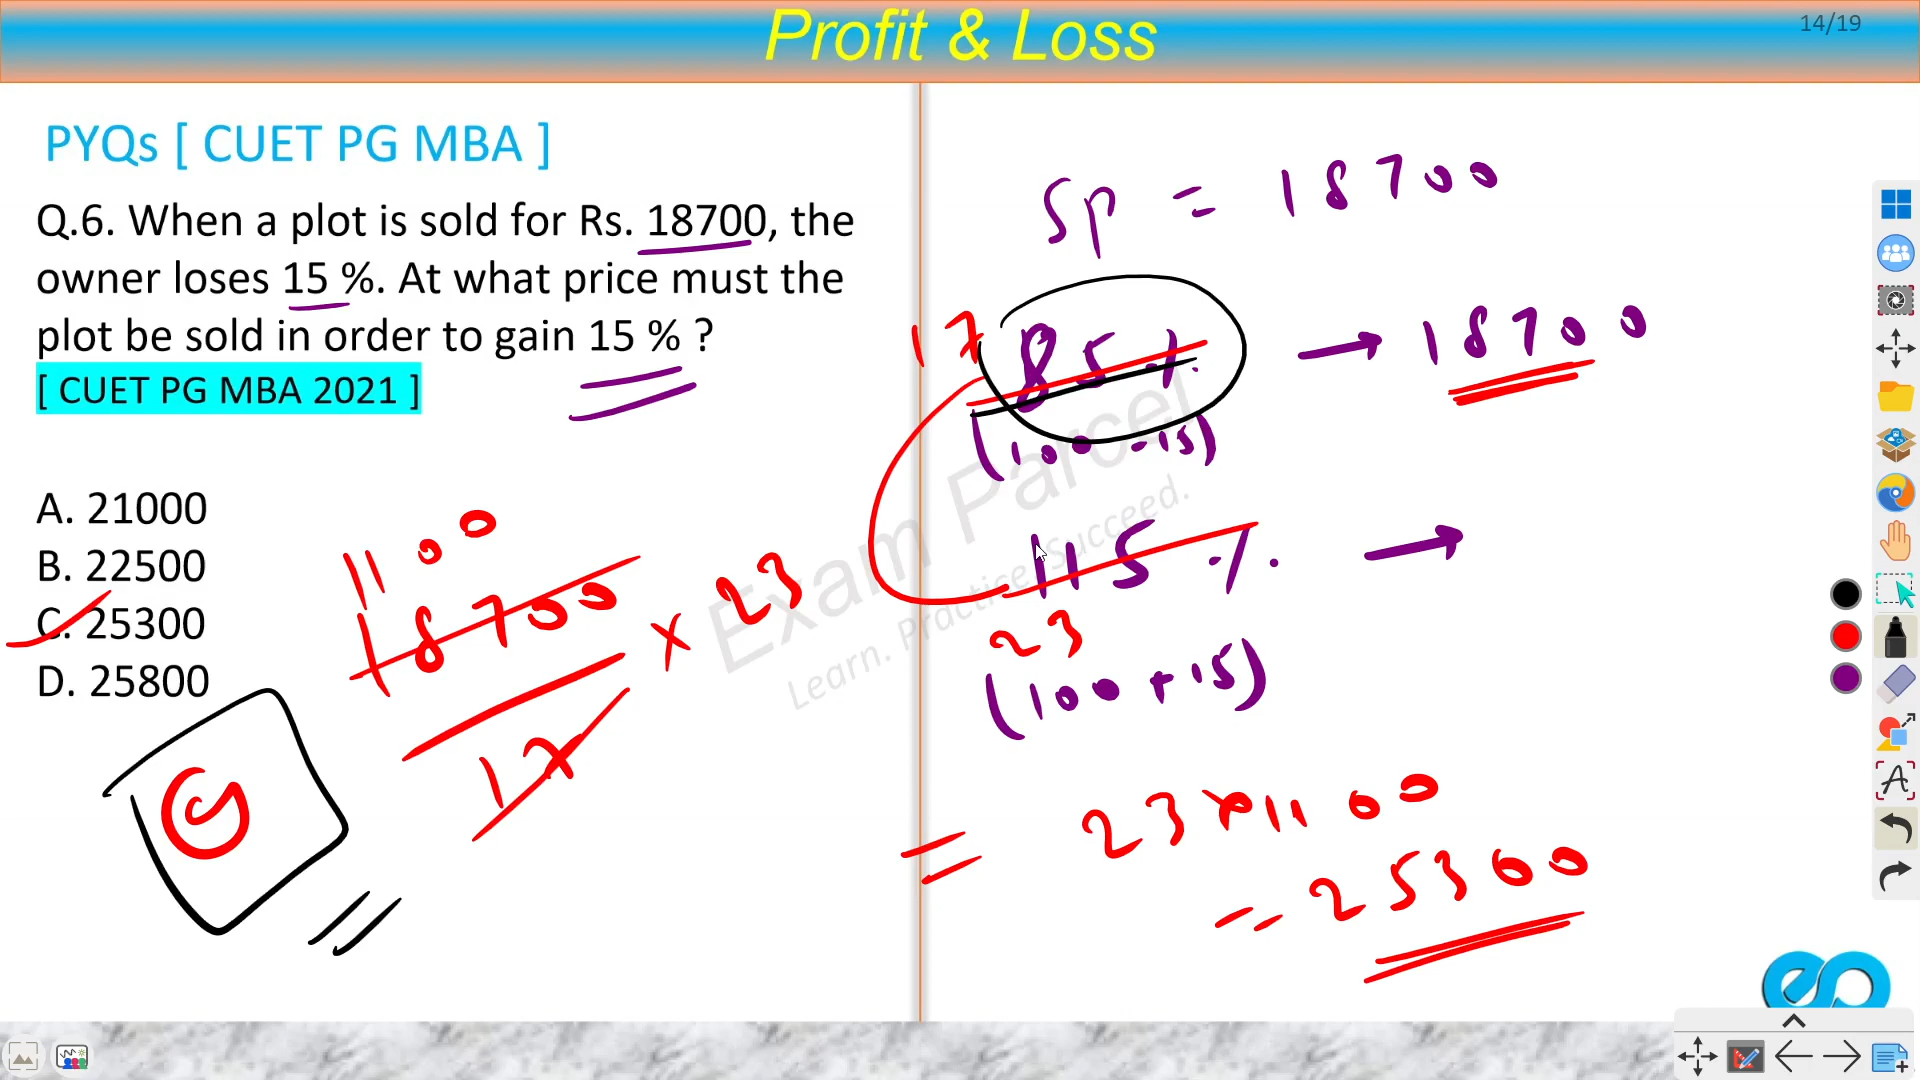 Profit & Loss
14/19
PYQs [ CUET PG MBA ]
Q.6. When a plot is sold for Rs. 18700, the
owner loses 15 %. At what price must the
plot be sold in order to gain 15 % ?
[ CUET PG MBA 2021 ]
A. 21000
B. 22500
C. 25300
D. 25800
1100
18700 × 23
17
Sp = 18700
17
85% → 18700
(100 - 15)
115% →
23
(100 + 15)
= 23 × 1100
= 25300
Exam Parcel
Learn. Practice. Succeed.